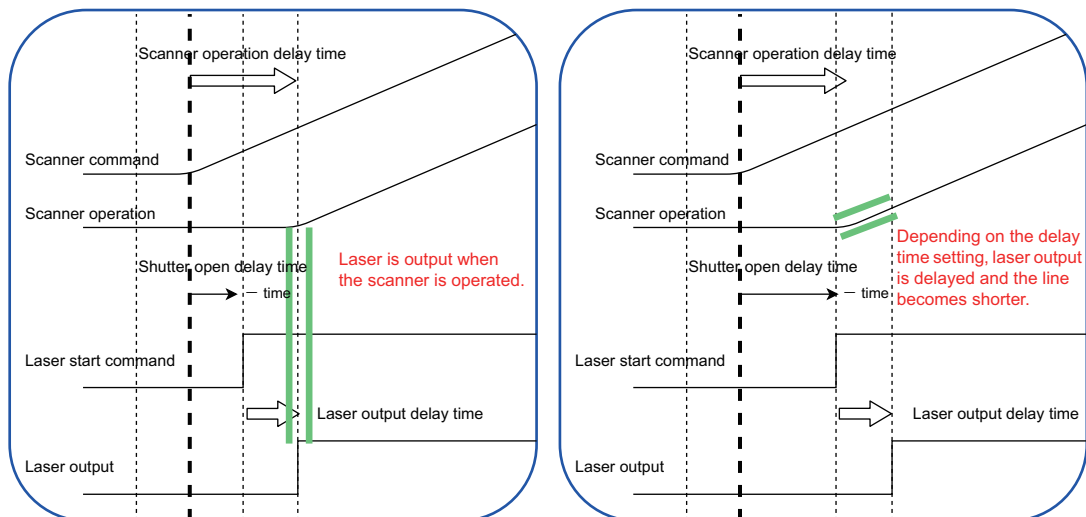 Scanner operation delay time
Scanner command
Scanner operation
Shutter open delay time
time
Laser is output when
the scanner is operated.
Laser start command
Laser output delay time
Laser output
Scanner operation delay time
Scanner command
Scanner operation
Shutter open delay time
time
Depending on the delay
time setting, laser output
is delayed and the line
becomes shorter.
Laser start command
Laser output delay time
Laser output